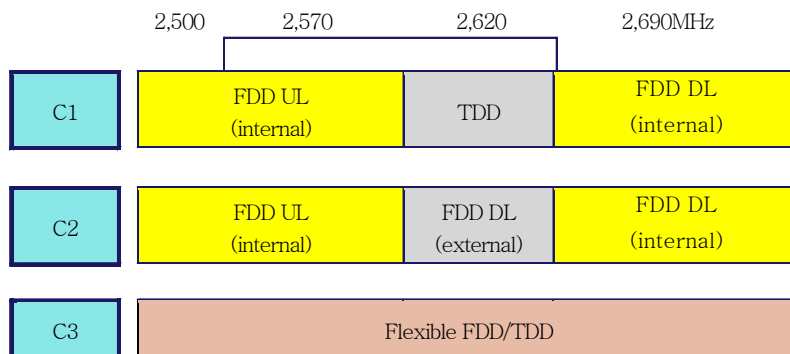 2,500 2,570 2,620 2,690MHz
C1
FDD UL
(internal)
TDD
FDD DL
(internal)
C2
FDD UL
(internal)
FDD DL
(external)
FDD DL
(internal)
C3
Flexible FDD/TDD